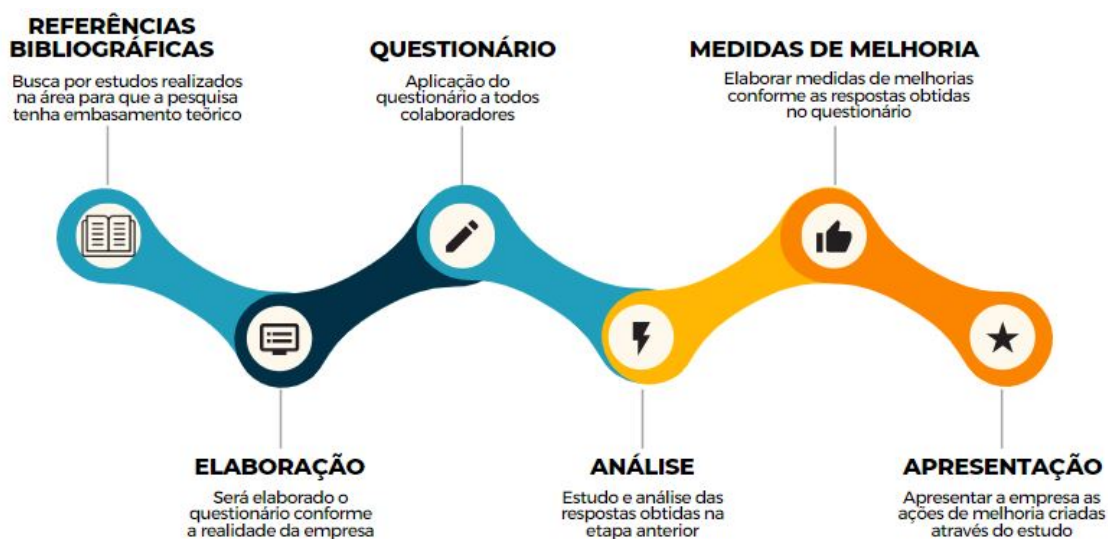 REFERÊNCIAS
BIBLIOGRÁFICAS
Busca por estudos realizados
na área para que a pesquisa
tenha embasamento teörico
QUESTIONÁRIO
Aplicação do
questionário a todos
colaboradores
MEDIDAS DE MELHORIA
Elaborar medidas de melhorias
conforme as respostas obtidas
no questionário
ELABORAÇÃO
Será elaborado o
questionário conforme
a realidade da empresa
ANÁLISE
Estudo e análise das
respostas obtidas na
etapa anterior
APRESENTAÇÃO
Apresentar a empresa as
ações de melhoria criadas
através do estudo